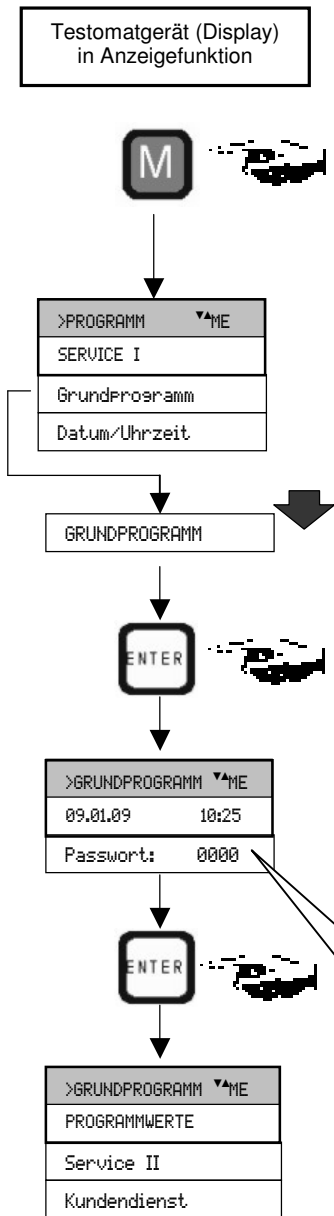 Testomatgerät (Display)
in Anzeigefunktion
M
>PROGRAMM ▼▲ME
SERVICE I
Grundprogramm
Datum/Uhrzeit
GRUNDPROGRAMM
ENTER
>GRUNDPROGRAMM ▼▲ME
09.01.09 10:25
Passwort: 0000
ENTER
>GRUNDPROGRAMM ▼▲ME
PROGRAMMWERTE
Service II
Kundendienst